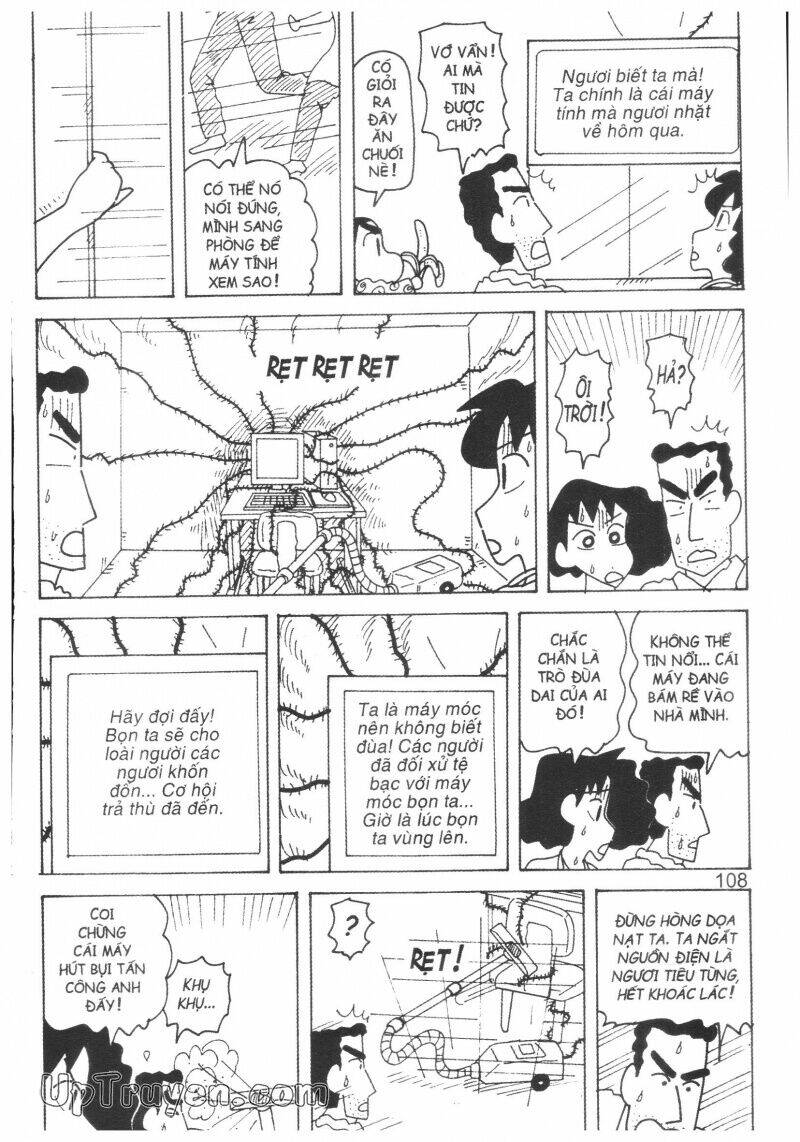 Ngươi biết ta mà!
Ta chính là cái máy
tính mà ngươi nhặt
về hôm qua.
VỚ VẨN!
AI MÀ
TIN
ĐƯỢC
CHỨ?
CÓ
GIỎI
RA
ĐÂY
ĂN
CHUỐI
NÈ!
CÓ THỂ NÓ
NÓI ĐÚNG,
MÌNH SANG
PHÒNG ĐỂ
MÁY TÍNH
XEM SAO!
HẢ?
ÔI
TRỜI!
RẸT RẸT RẸT
KHÔNG THỂ
TIN NỔI... CÁI
MÁY ĐANG
BÁM RỄ VÀO
NHÀ MÌNH.
CHẮC
CHẮN LÀ
TRÒ ĐÙA
DAI CỦA AI
ĐÓ!
Ta là máy móc
nên không biết
đùa! Các người
đã đối xử tệ
bạc với máy
móc bọn ta...
Giờ là lúc bọn
ta vùng lên.
Hãy đợi đấy!
Bọn ta sẽ cho
loài người các
ngươi khốn
đốn... Cơ hội
trả thù đã đến.
108
ĐỪNG HÒNG DỌA
NẠT TA. TA NGẮT
NGUỒN ĐIỆN LÀ
NGƯƠI TIÊU TÙNG,
HẾT KHOÁC LÁC!
?
RẸT!
KHỤ
KHỤ...
COI
CHỪNG
CÁI MÁY
HÚT BỤI TẤN
CÔNG ANH
ĐẤY!
UpTruyen.com